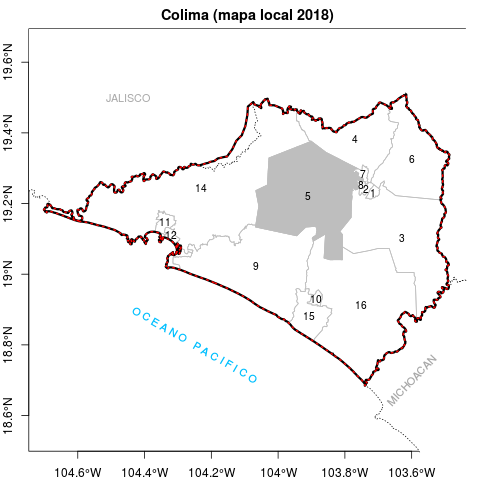 Colima (mapa local 2018)
19.6°N
19.4°N
19.2°N
19°N
18.8°N
18.6°N
JALISCO
4
6
7
8
2
1
14
5
11
12
3
9
10
15
16
OCEANO PACIFICO
MICHOACAN
104.6°W
104.4°W
104.2°W
104°W
103.8°W
103.6°W